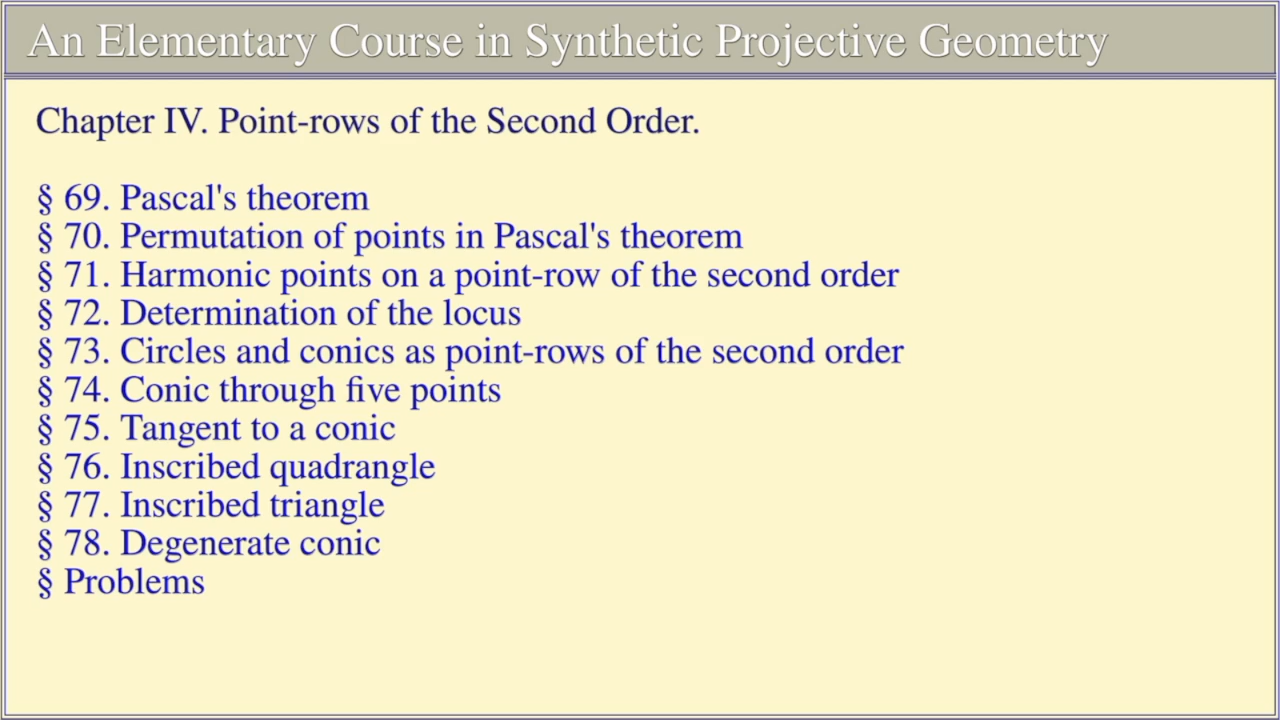 An Elementary Course in Synthetic Projective Geometry
Chapter IV. Point-rows of the Second Order.
§ 69. Pascal's theorem
§ 70. Permutation of points in Pascal's theorem
§ 71. Harmonic points on a point-row of the second order
§ 72. Determination of the locus
§ 73. Circles and conics as point-rows of the second order
§ 74. Conic through five points
§ 75. Tangent to a conic
§ 76. Inscribed quadrangle
§ 77. Inscribed triangle
§ 78. Degenerate conic
§ Problems